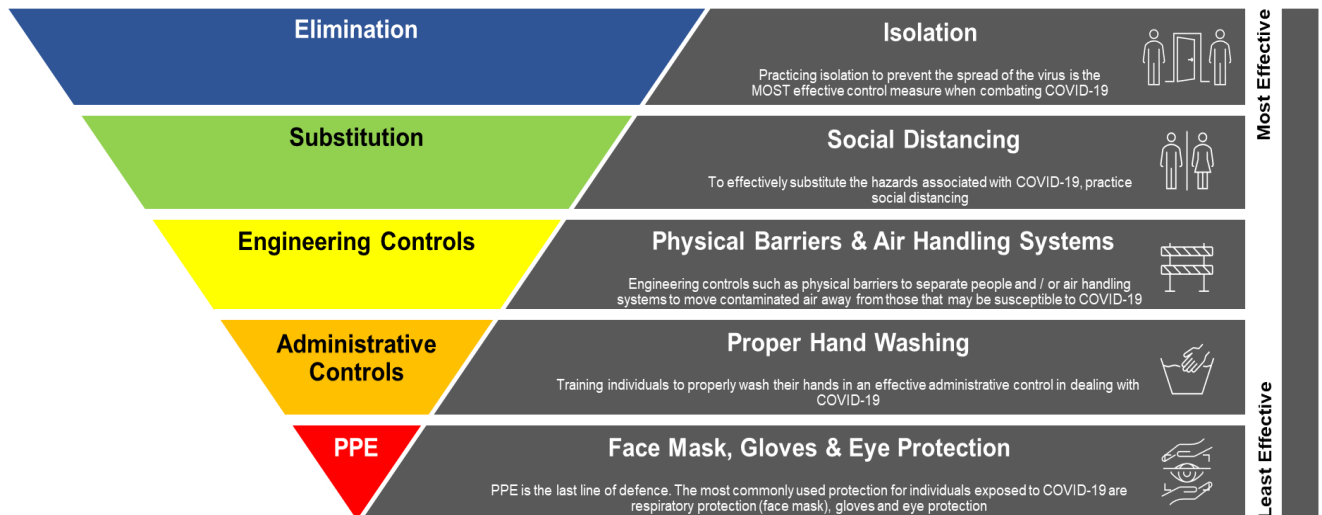 Elimination
Isolation
Practicing isolation to prevent the spread of the virus is the
MOST effective control measure when combating COVID-19
Substitution
Social Distancing
To effectively substitute the hazards associated with COVID-19, practice
social distancing
Engineering Controls
Physical Barriers & Air Handling Systems
Engineering controls such as physical barriers to separate people and / or air handling
systems to move contaminated air away from those that may be susceptible to COVID-19
Administrative
Controls
Proper Hand Washing
Training individuals to properly wash their hands in an effective administrative control in dealing with
COVID-19
PPE
Face Mask, Gloves & Eye Protection
PPE is the last line of defence. The most commonly used protection for individuals exposed to COVID-19 are
respiratory protection (face mask), gloves and eye protection
Most Effective
Least Effective